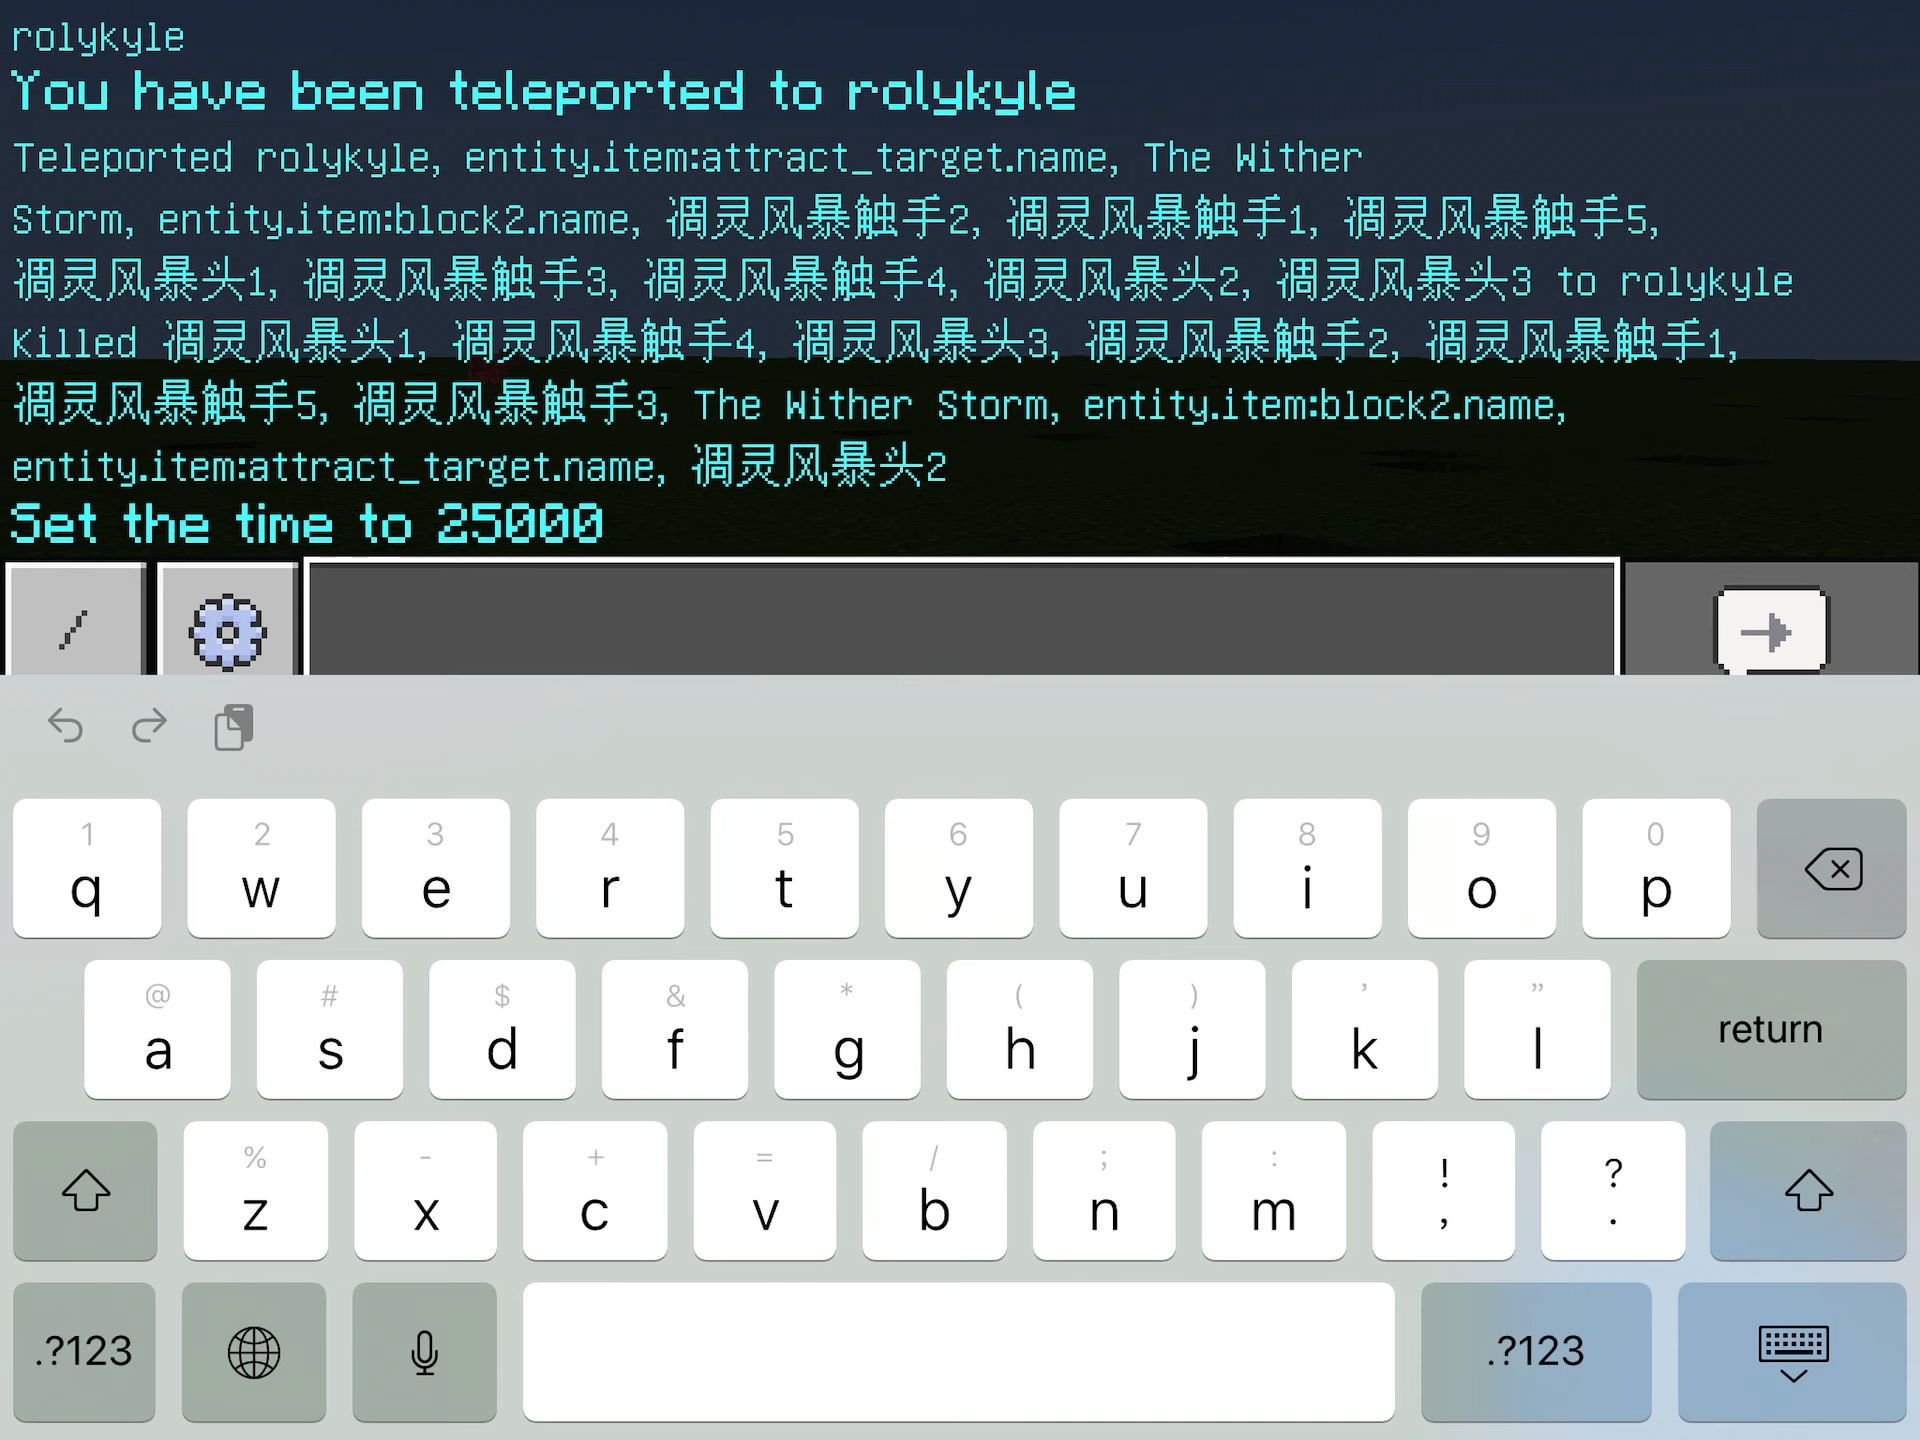 rolykyle
You have been teleported to rolykyle
Teleported rolykyle, entity.item:attract_target.name, The Wither
Storm, entity.item:block2.name, 凋灵风暴触手2, 凋灵风暴触手1, 凋灵风暴触手5,
凋灵风暴头1, 凋灵风暴触手3, 凋灵风暴触手4, 凋灵风暴头2, 凋灵风暴头3 to rolykyle
Killed 凋灵风暴头1, 凋灵风暴触手4, 凋灵风暴头3, 凋灵风暴触手2, 凋灵风暴触手1,
凋灵风暴触手5, 凋灵风暴触手3, The Wither Storm, entity.item:block2.name,
entity.item:attract_target.name, 凋灵风暴头2
Set the time to 25000
/
1 2 3 4 5 6 7 8 9 0
q w e r t y u i o p
@ # $ & * ( ) ’ ”
a s d f g h j k l return
% - + = / ; : ! ?
z x c v b n m , .
.?123 .?123